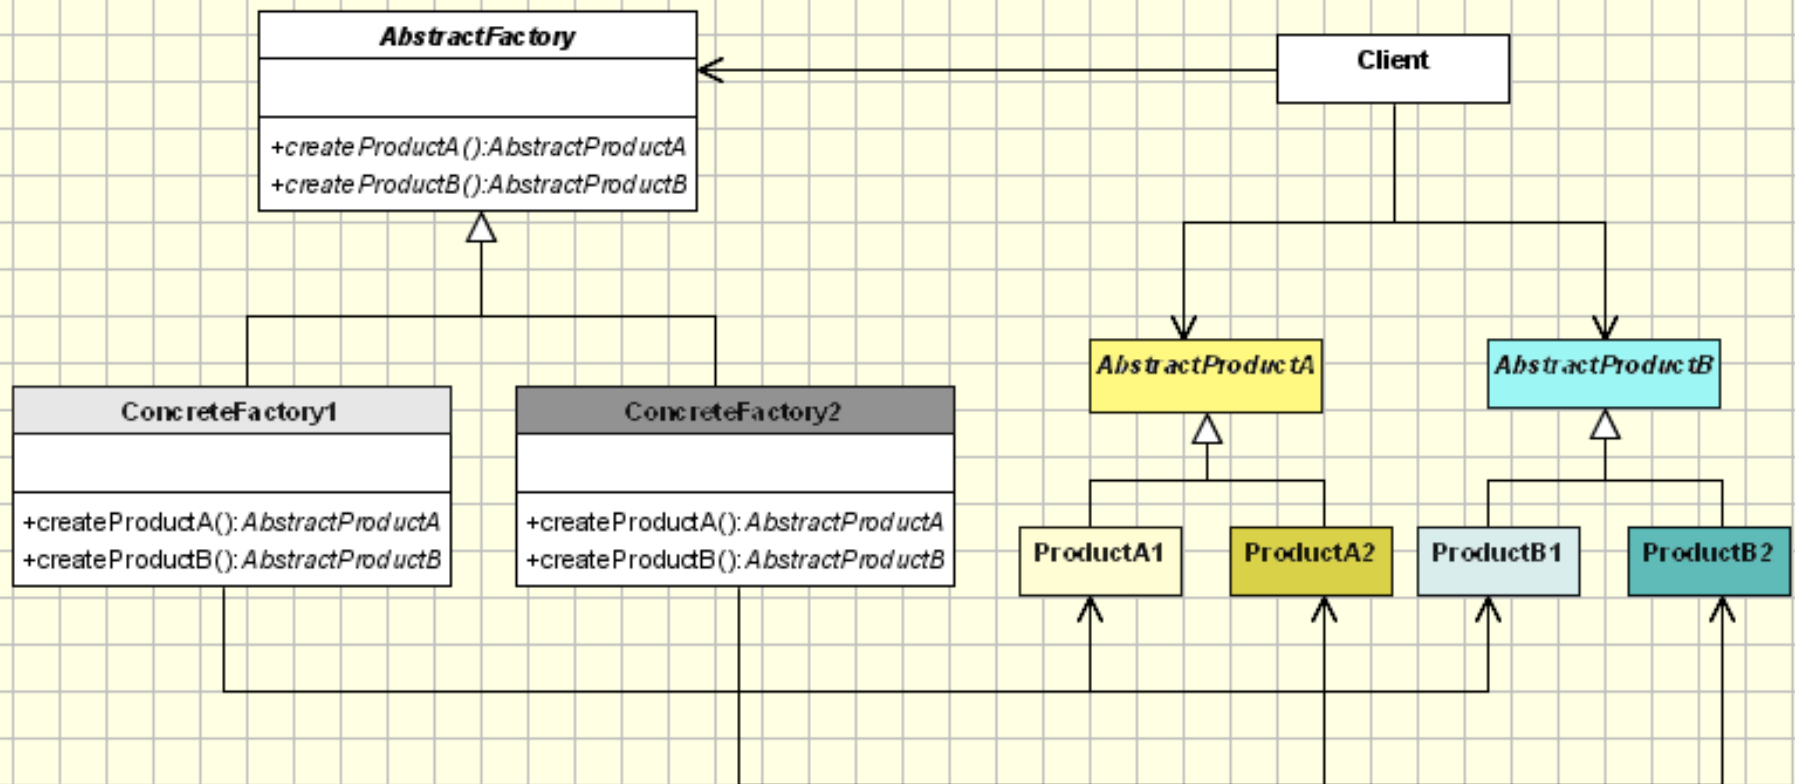 AbstractFactory
+createProductA():AbstractProductA
+createProductB():AbstractProductB
Client
ConcreteFactory1
+createProductA():AbstractProductA
+createProductB():AbstractProductB
ConcreteFactory2
+createProductA():AbstractProductA
+createProductB():AbstractProductB
AbstractProductA
AbstractProductB
ProductA1
ProductA2
ProductB1
ProductB2